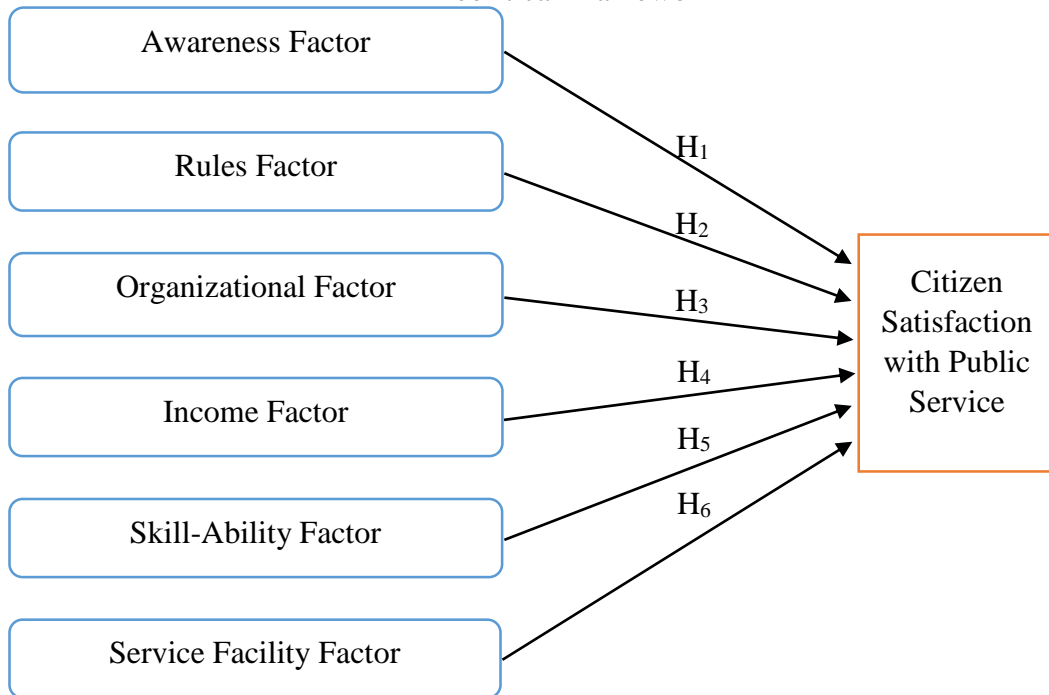 Awareness Factor
Rules Factor
Organizational Factor
Income Factor
Skill-Ability Factor
Service Facility Factor
H1
H2
H3
H4
H5
H6
Citizen
Satisfaction
with Public
Service